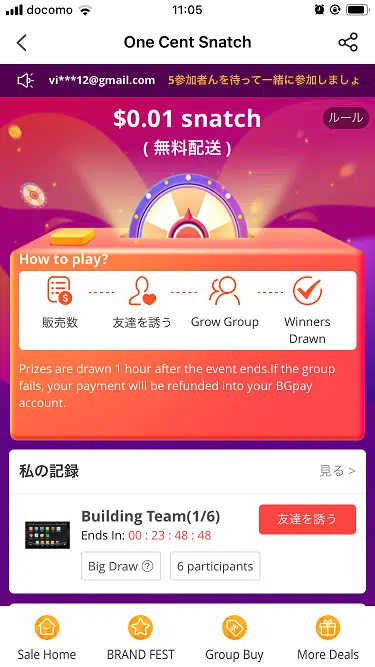 docomo 11:05
One Cent Snatch
vi***12@gmail.com 5参加者んを待って一緒に参加しましょ...
$0.01 snatch
ルール
( 無料配送 )
How to play?
販売数 友達を誘う Grow Group Winners Drawn
Prizes are drawn 1 hour after the event ends.If the group
fails, your payment will be refunded into your BGpay
account.
私の記録 見る >
Building Team(1/6)
友達を誘う
Ends In: 00 : 23 : 48 : 48
Big Draw ? 6 participants
Sale Home BRAND FEST Group Buy More Deals